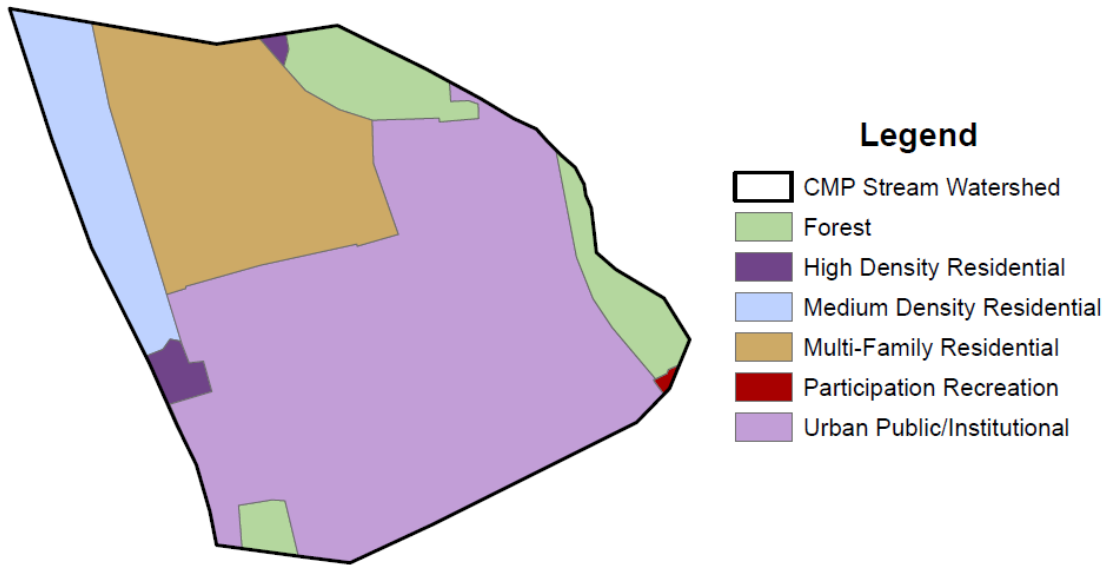 Legend
CMP Stream Watershed
Forest
High Density Residential
Medium Density Residential
Multi-Family Residential
Participation Recreation
Urban Public/Institutional